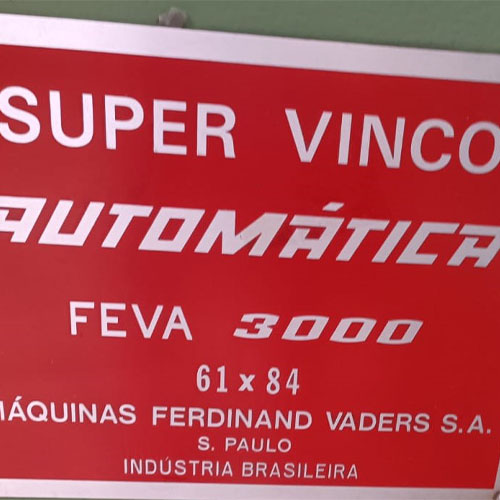 SUPER VINCO
AUTOMÁTICA
FEVA 3000
61 x 84
MÁQUINAS FERDINAND VADERS S.A.
S. PAULO
INDÚSTRIA BRASILEIRA